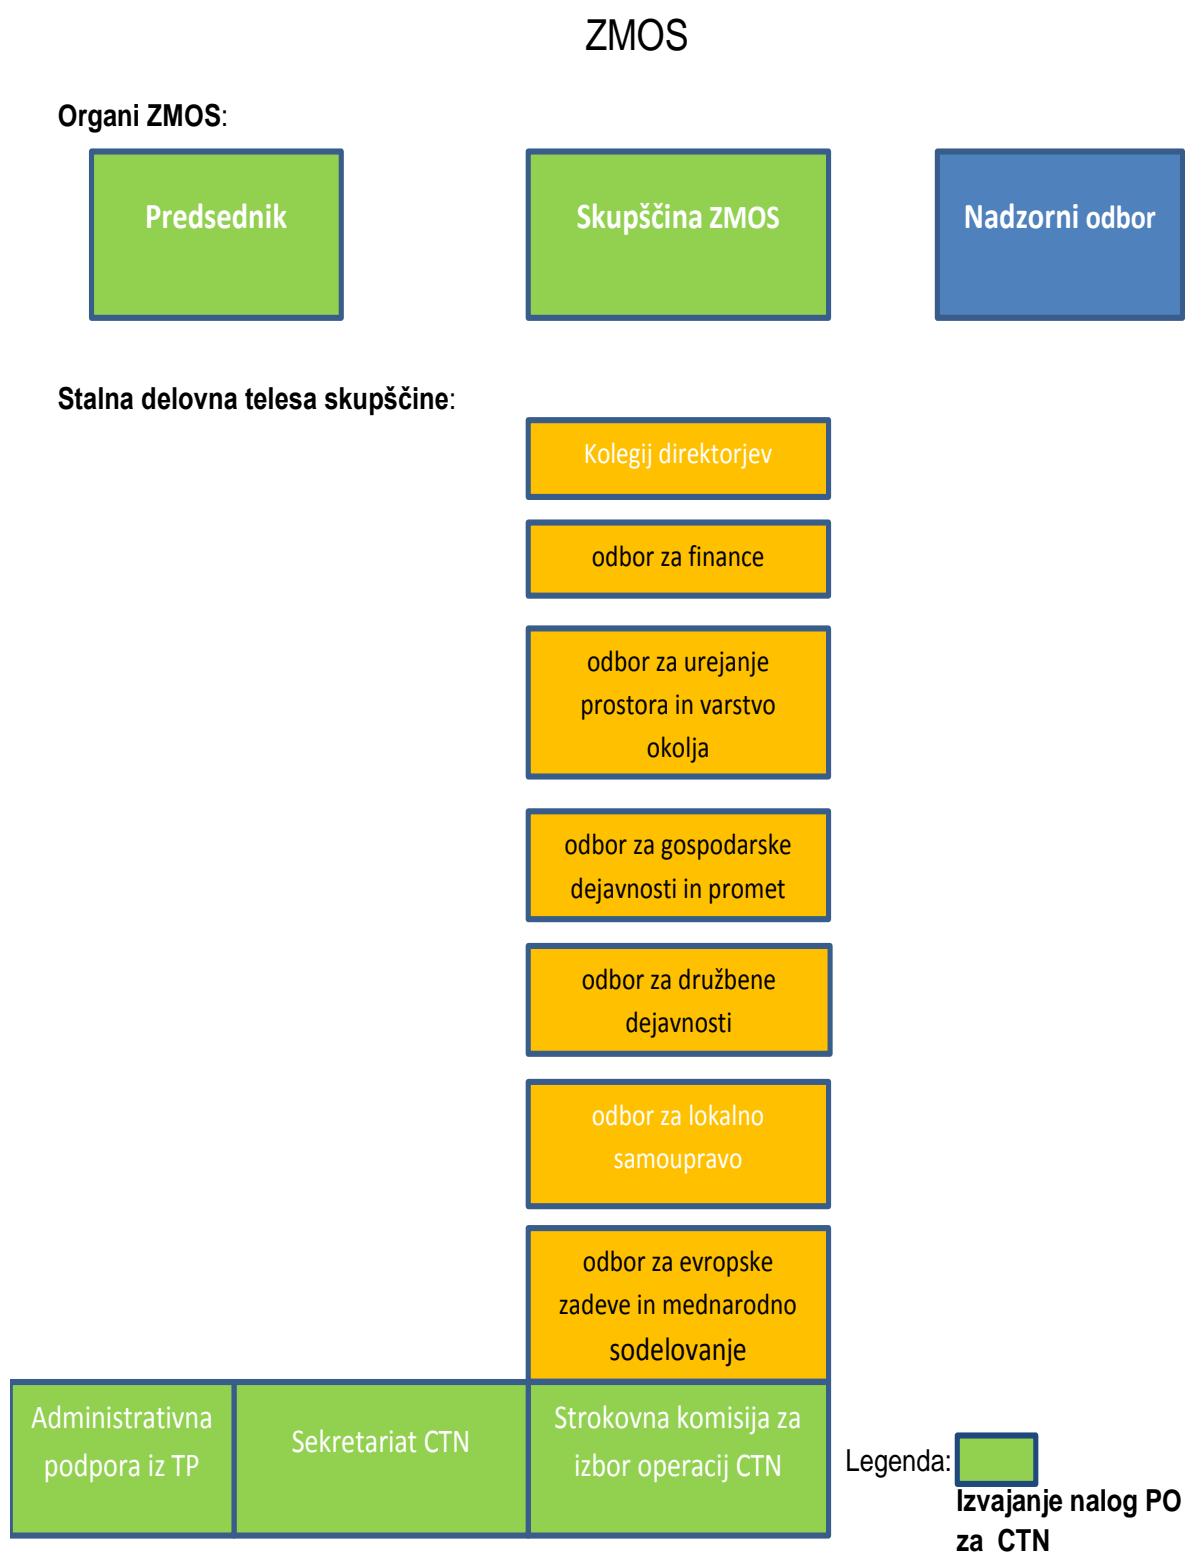 ZMOS
Organi ZMOS:
Predsednik
Skupščina ZMOS
Nadzorni odbor
Stalna delovna telesa skupščine:
Kolegij direktorjev
odbor za finance
odbor za urejanje
prostora in varstvo
okolja
odbor za gospodarske
dejavnosti in promet
odbor za družbene
dejavnosti
odbor za lokalno
samoupravo
odbor za evropske
zadeve in mednarodno
sodelovanje
Administrativna
podpora iz TP
Sekretariat CTN
Strokovna komisija za
izbor operacij CTN
Legenda:
Izvajanje nalog PO
za CTN